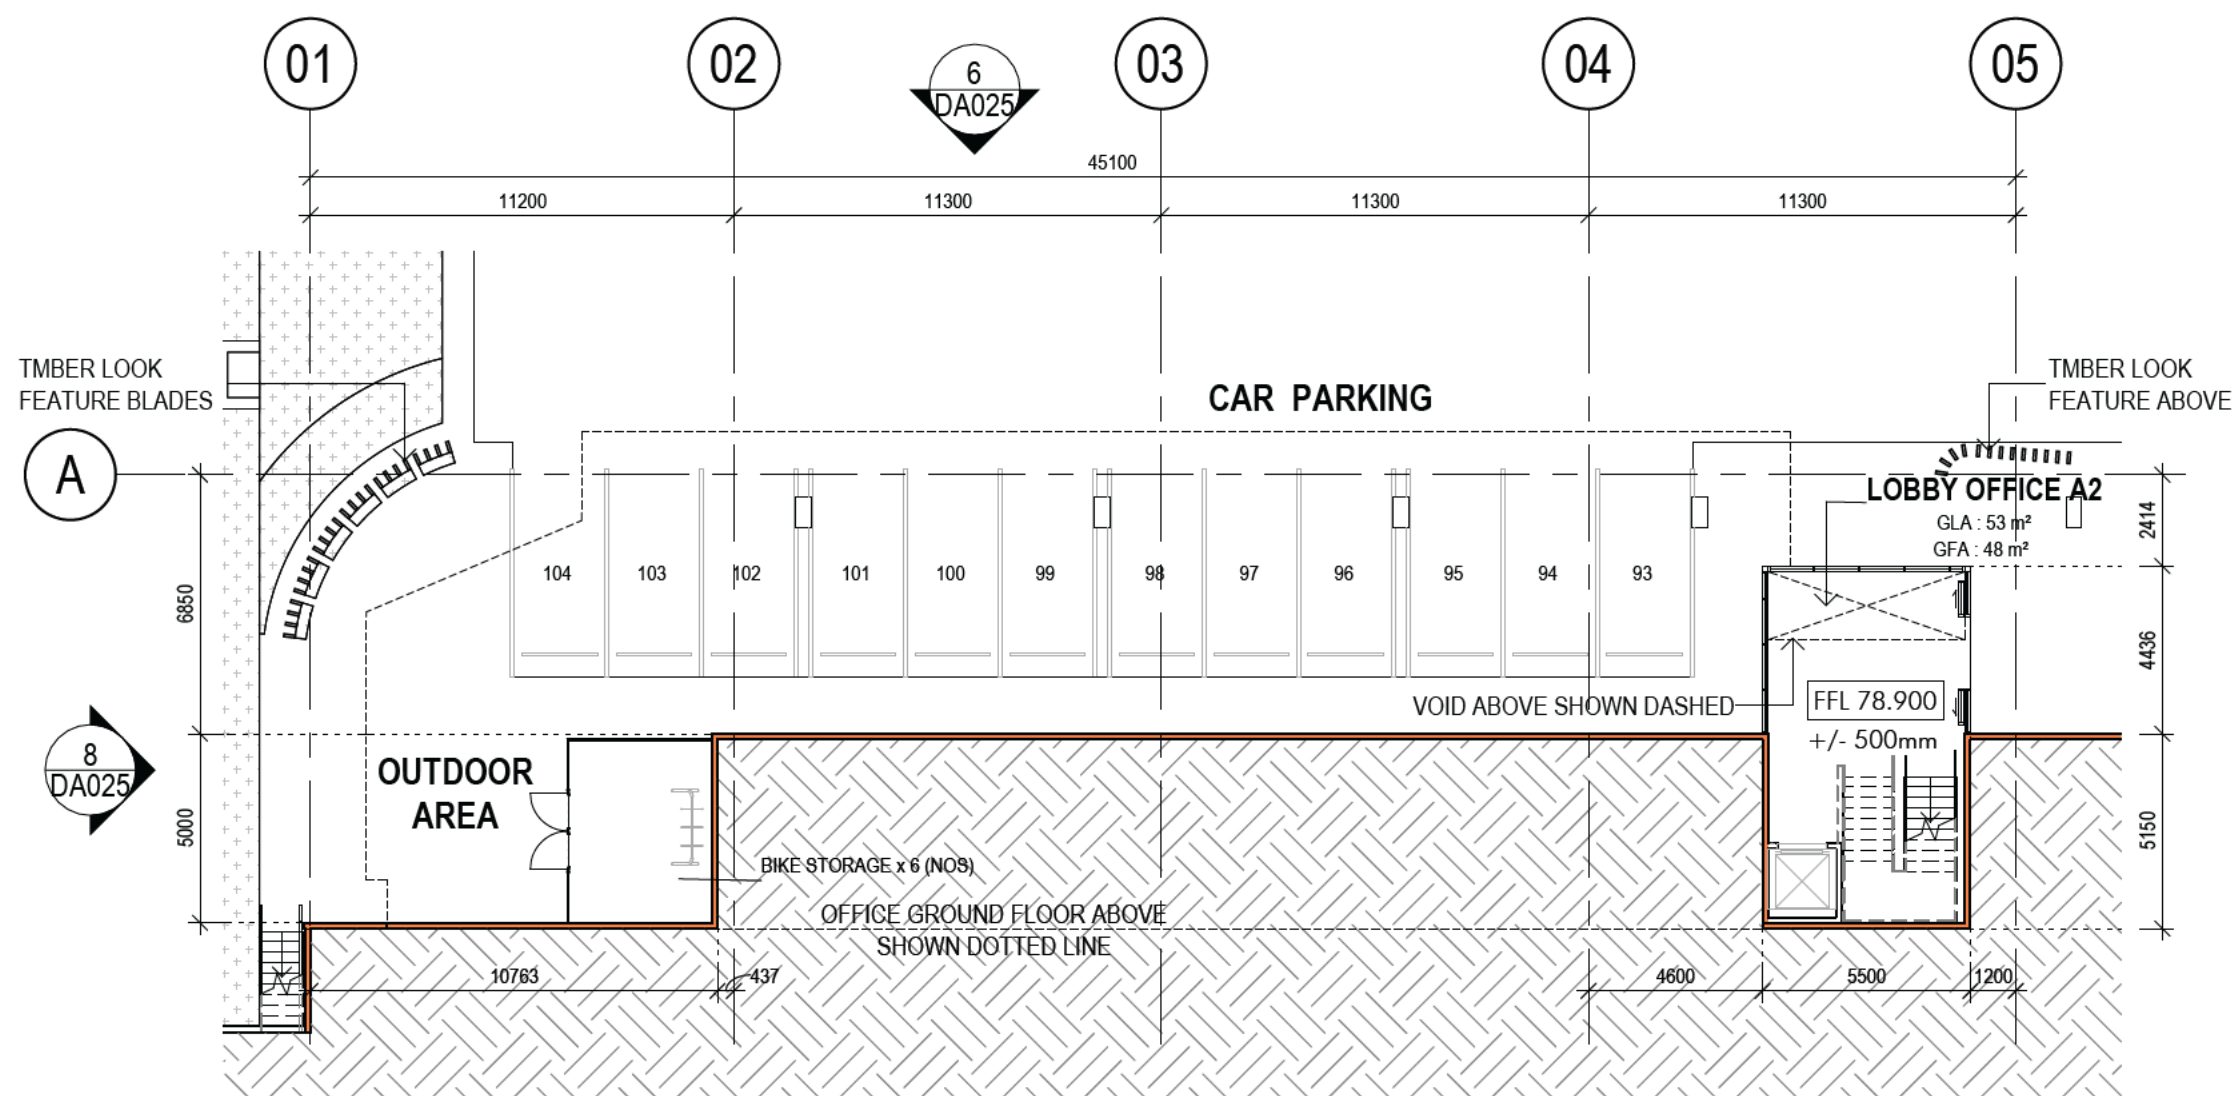 01
02
03
04
05
6
DA025
45100
11200
11300
11300
11300
TMBER LOOK
FEATURE BLADES
CAR PARKING
TMBER LOOK
FEATURE ABOVE
A
LOBBY OFFICE A2
GLA : 53 m²
GFA : 48 m²
2414
104
103
102
101
100
99
98
97
96
95
94
93
6850
4436
VOID ABOVE SHOWN DASHED
FFL 78.900
+/- 500mm
8
DA025
OUTDOOR
AREA
5000
5150
BIKE STORAGE x 6 (NOS)
OFFICE GROUND FLOOR ABOVE
SHOWN DOTTED LINE
10763
437
4600
5500
1200